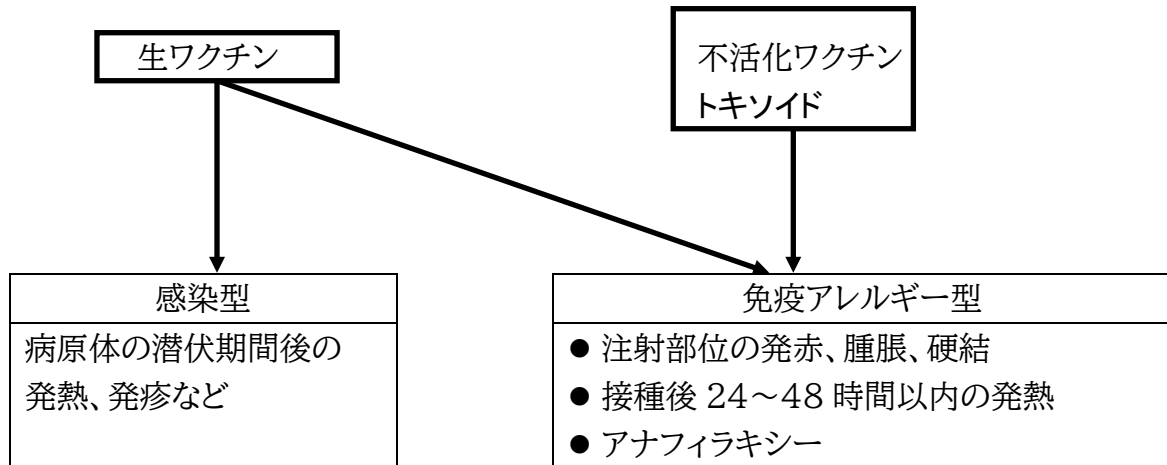 生ワクチン
不活化ワクチン
トキソイド
感染型
病原体の潜伏期間後の
発熱、発疹など
免疫アレルギー型
● 注射部位の発赤、腫脹、硬結
● 接種後 24~48 時間以内の発熱
● アナフィラキシー